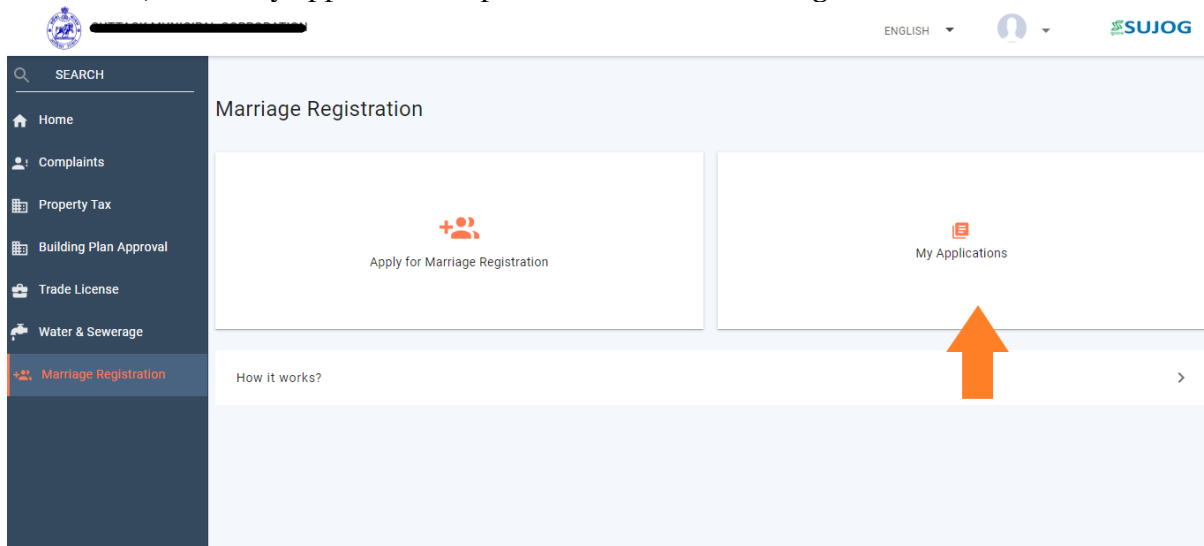 ENGLISH
SUJOG
SEARCH
Home
Complaints
Property Tax
Building Plan Approval
Trade License
Water & Sewerage
Marriage Registration
Marriage Registration
Apply for Marriage Registration
My Applications
How it works?